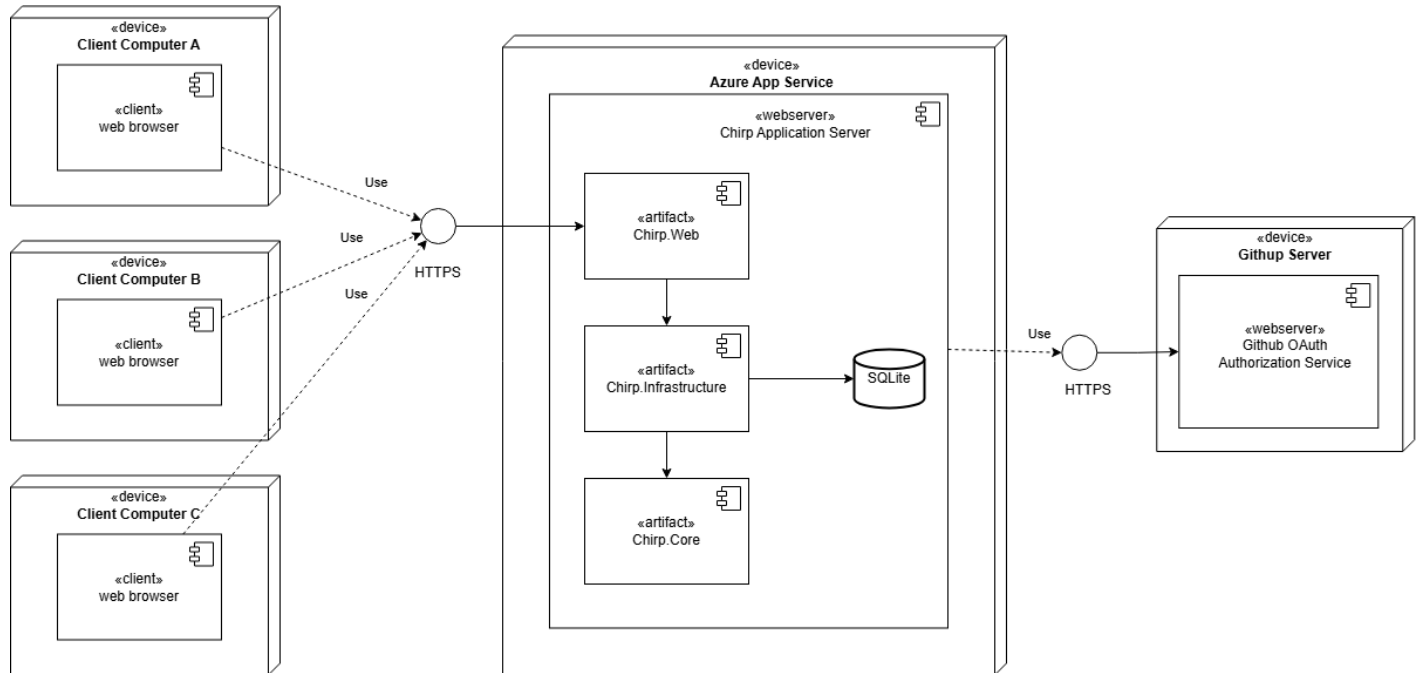 «device»
Client Computer A
«client»
web browser
Use
«device»
Client Computer B
«client»
web browser
Use
«device»
Client Computer C
«client»
web browser
Use
HTTPS
«device»
Azure App Service
«webserver»
Chirp Application Server
«artifact»
Chirp.Web
«artifact»
Chirp.Infrastructure
SQLite
«artifact»
Chirp.Core
Use
HTTPS
«device»
Githup Server
«webserver»
Github OAuth
Authorization Service